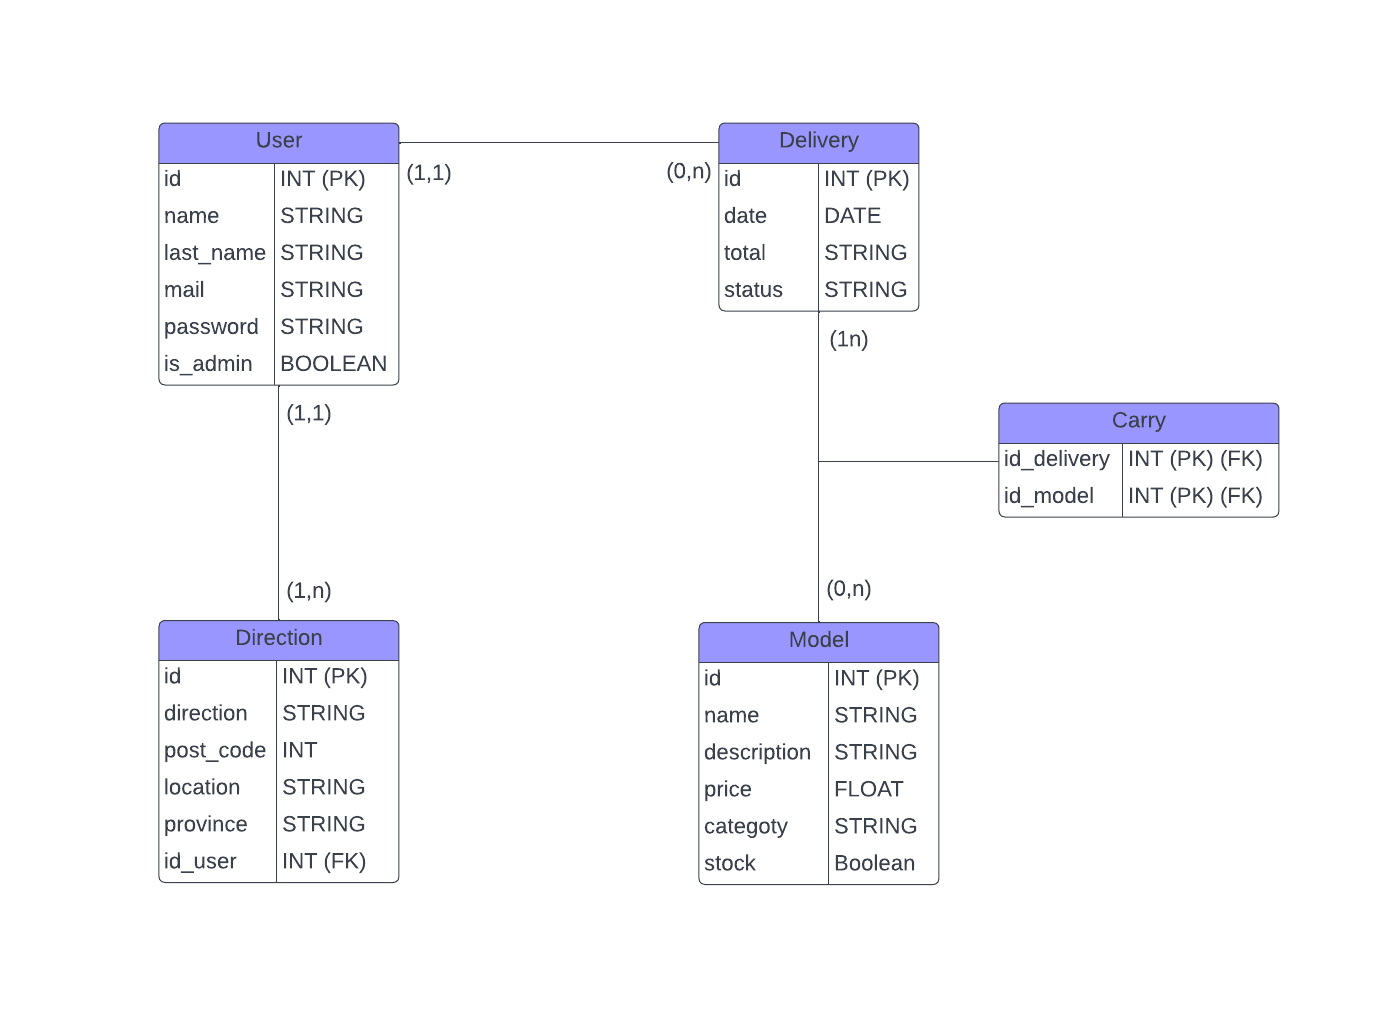 User
id INT (PK)
name STRING
last_name STRING
mail STRING
password STRING
is_admin BOOLEAN
(1,1)
(0,n)
Delivery
id INT (PK)
date DATE
total STRING
status STRING
(1n)
(1,1)
Carry
id_delivery INT (PK) (FK)
id_model INT (PK) (FK)
(1,n)
(0,n)
Direction
id INT (PK)
direction STRING
post_code INT
location STRING
province STRING
id_user INT (FK)
Model
id INT (PK)
name STRING
description STRING
price FLOAT
categoty STRING
stock Boolean